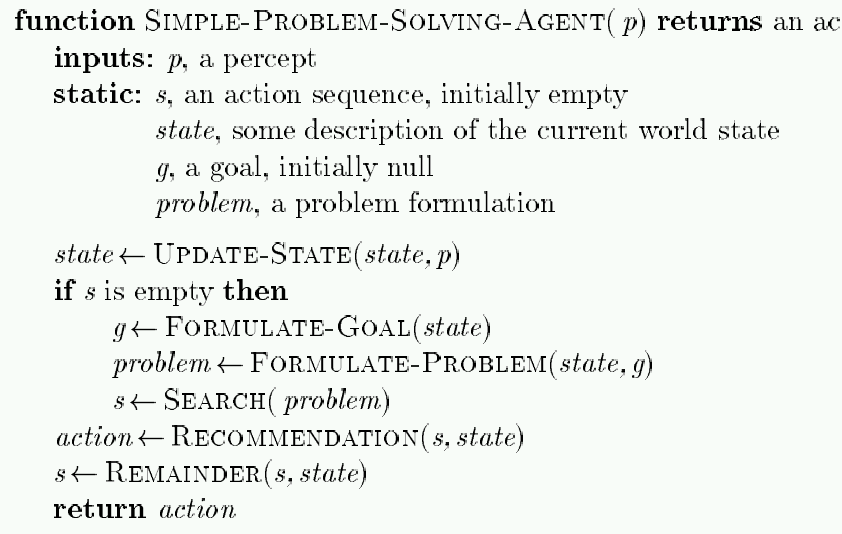 function SIMPLE-PROBLEM-SOLVING-AGENT( p) returns an ac
inputs: p, a percept
static: s, an action sequence, initially empty
state, some description of the current world state
g, a goal, initially null
problem, a problem formulation
state ← UPDATE-STATE(state, p)
if s is empty then
g ← FORMULATE-GOAL(state)
problem ← FORMULATE-PROBLEM(state, g)
s ← SEARCH( problem)
action ← RECOMMENDATION(s, state)
s ← REMAINDER(s, state)
return action